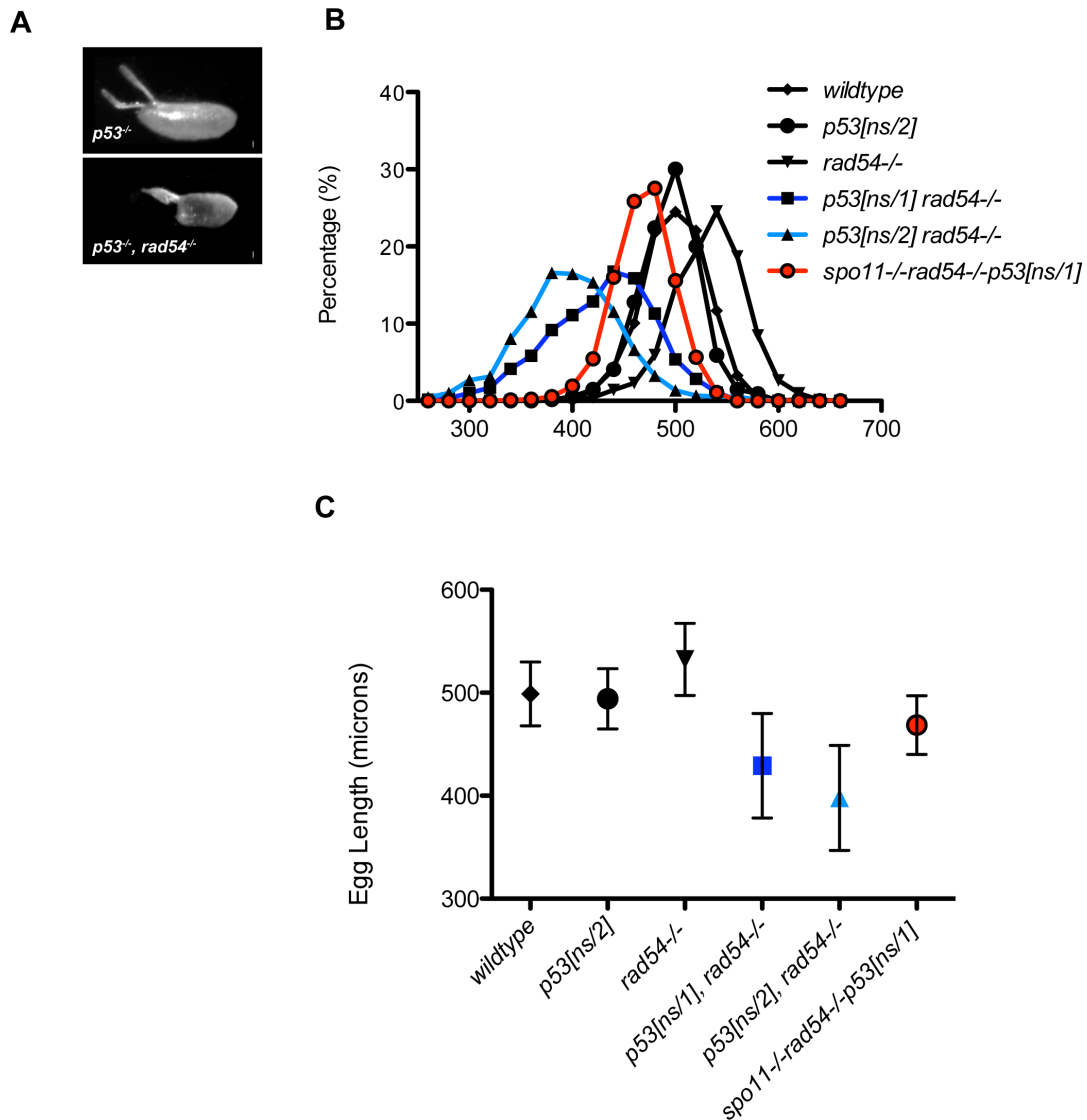 A
p53-/-
p53-/-, rad54-/-
B
Percentage (%)
40
30
20
10
0
300 400 500 600 700
wildtype
p53[ns/2]
rad54-/-
p53[ns/1] rad54-/-
p53[ns/2] rad54-/-
spo11-/-rad54-/-p53[ns/1]
C
Egg Length (microns)
600
500
400
300
wildtype
p53[ns/2]
rad54-/-
p53[ns/1], rad54-/-
p53[ns/2], rad54-/-
spo11-/-rad54-/-p53[ns/1]